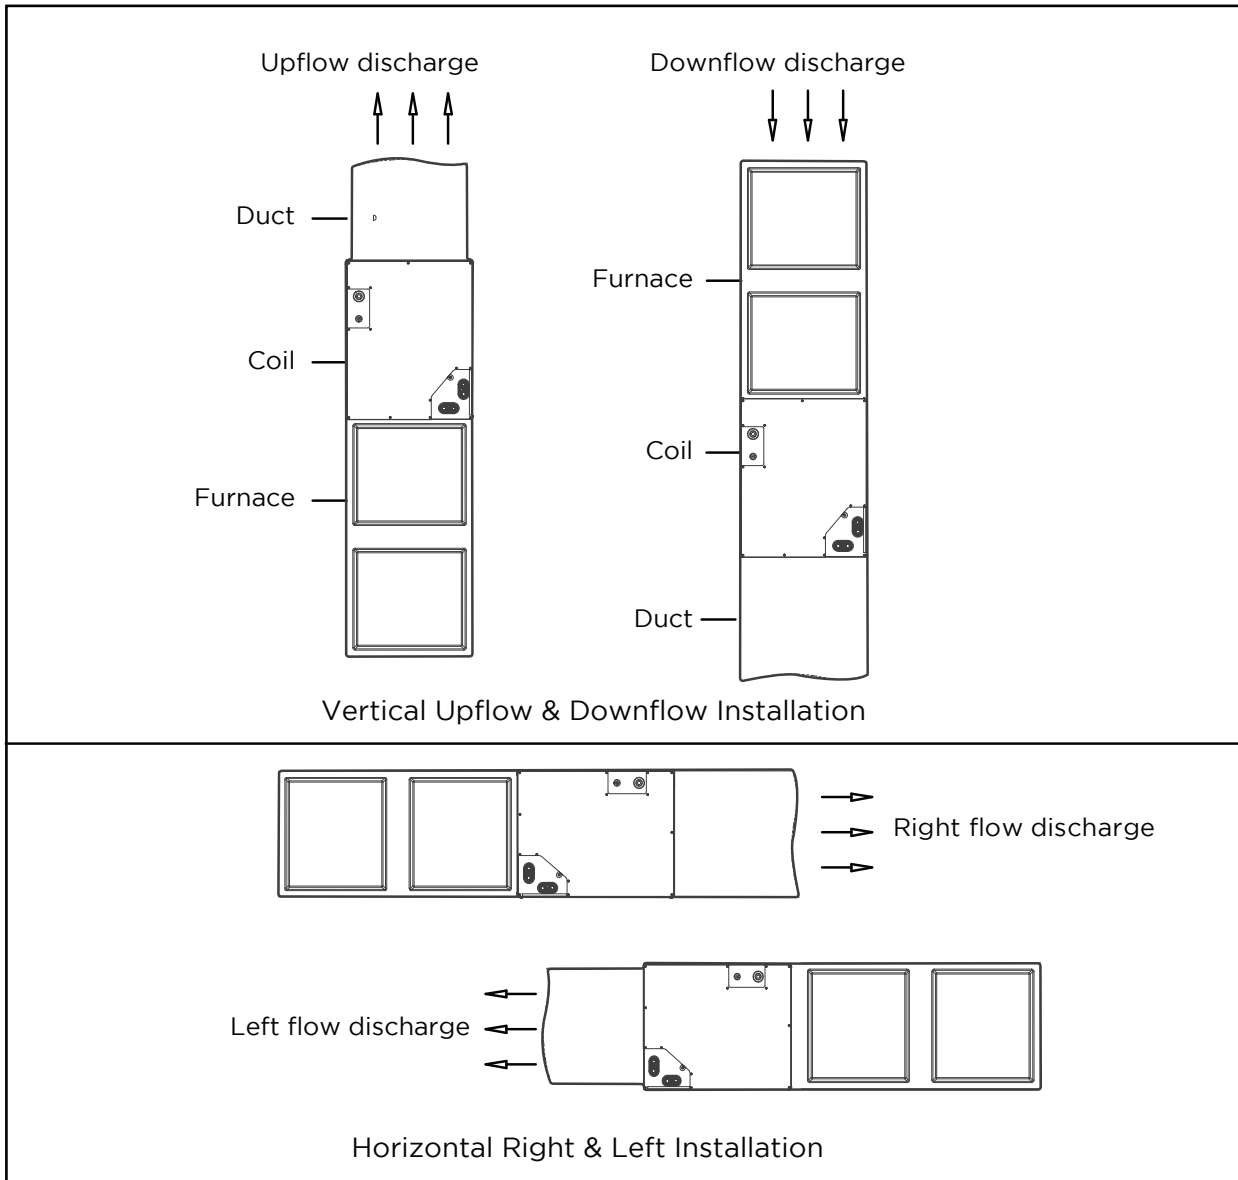 Upflow discharge
Downflow discharge
Duct
Coil
Furnace
Furnace
Coil
Duct
Vertical Upflow & Downflow Installation
Right flow discharge
Left flow discharge
Horizontal Right & Left Installation